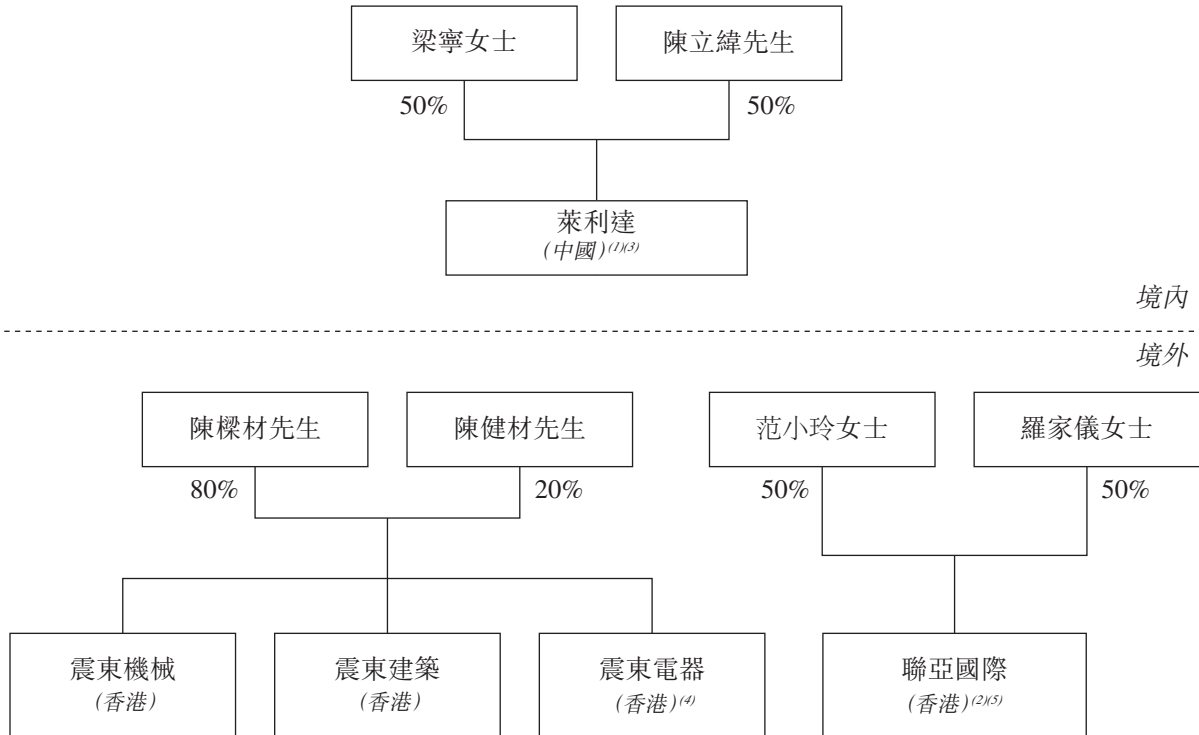 梁寧女士 陳立緯先生
50% 50%
萊利達
(中國)(1)(3)
境內
境外
陳樑材先生 陳健材先生 范小玲女士 羅家儀女士
80% 20% 50% 50%
震東機械 震東建築 震東電器 聯亞國際
(香港) (香港) (香港)(4) (香港)(2)(5)